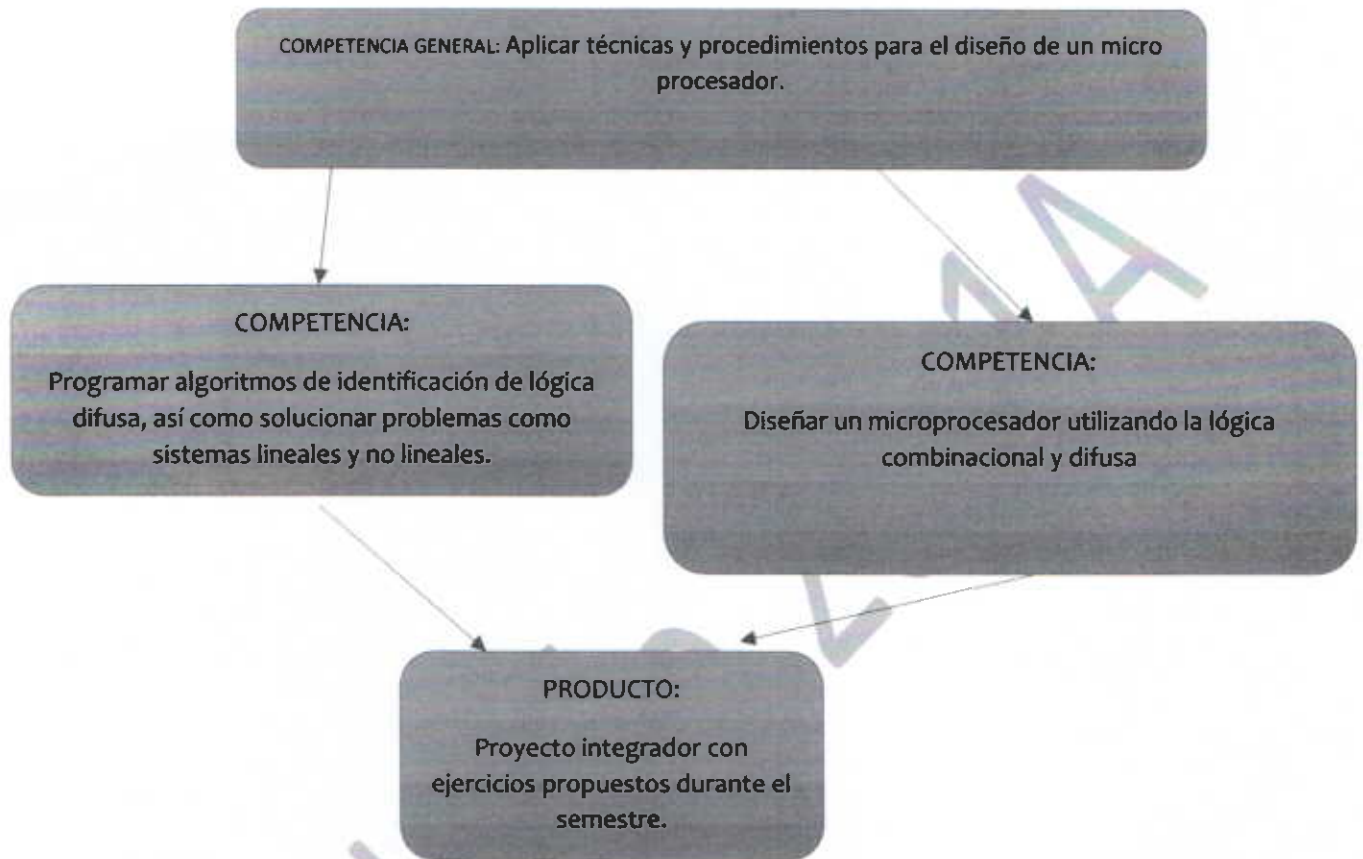 COMPETENCIA GENERAL: Aplicar técnicas y procedimientos para el diseño de un micro
procesador.
COMPETENCIA:
Programar algoritmos de identificación de lógica
difusa, así como solucionar problemas como
sistemas lineales y no lineales.
COMPETENCIA:
Diseñar un microprocesador utilizando la lógica
combinacional y difusa
PRODUCTO:
Proyecto integrador con
ejercicios propuestos durante el
semestre.